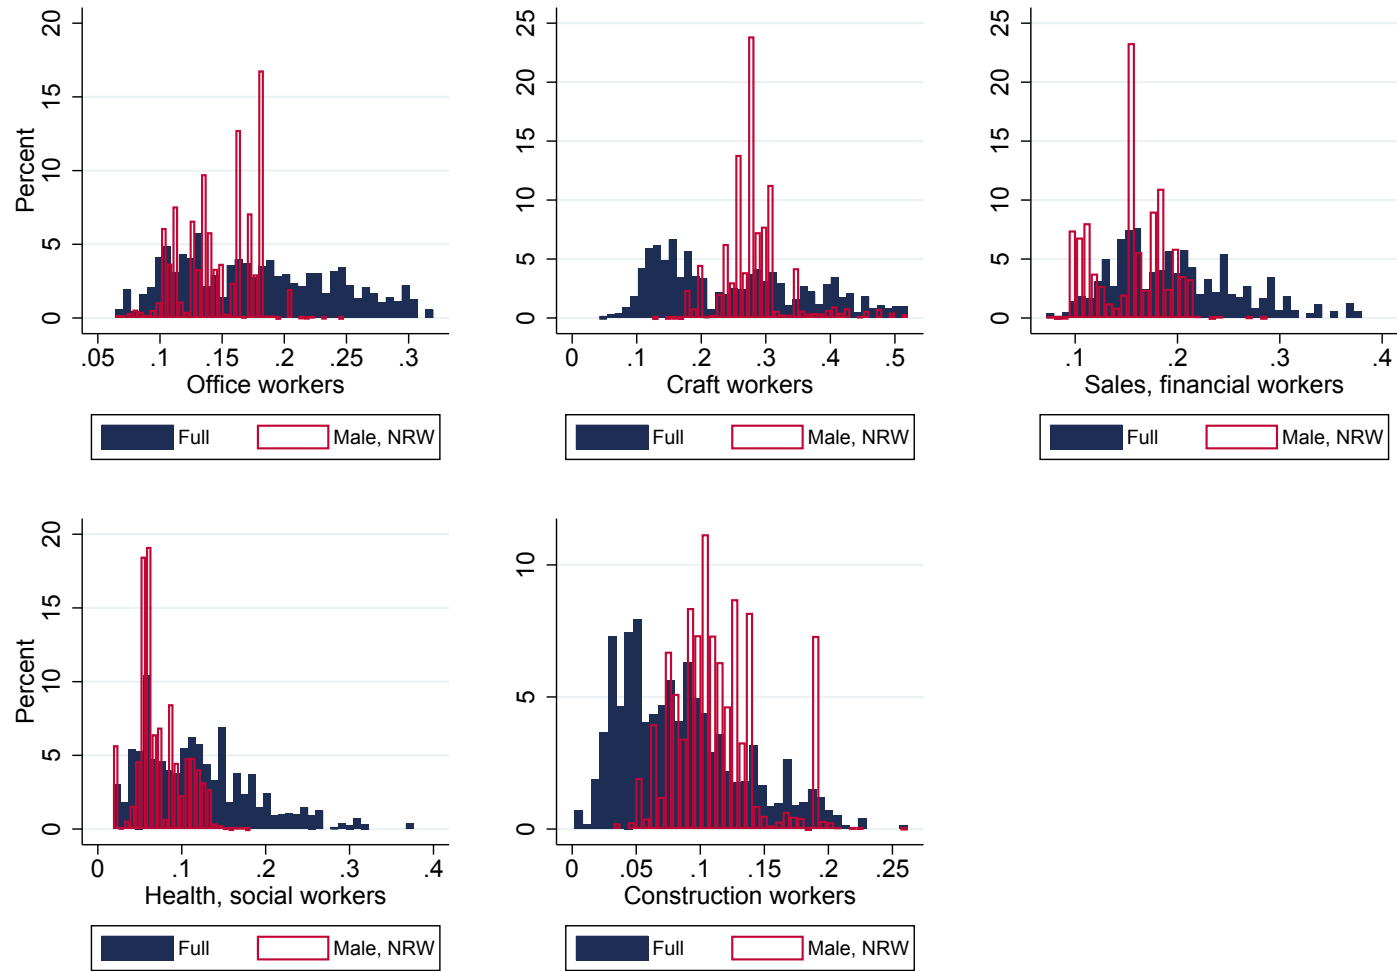 Percent
20
15
10
5
0
.05 .1 .15 .2 .25 .3
Office workers
Full Male, NRW
25
20
15
10
5
0
0 .1 .2 .3 .4 .5
Craft workers
Full Male, NRW
25
20
15
10
5
0
.1 .2 .3 .4
Sales, financial workers
Full Male, NRW
Percent
20
15
10
5
0
0 .1 .2 .3 .4
Health, social workers
Full Male, NRW
10
5
0
0 .05 .1 .15 .2 .25
Construction workers
Full Male, NRW